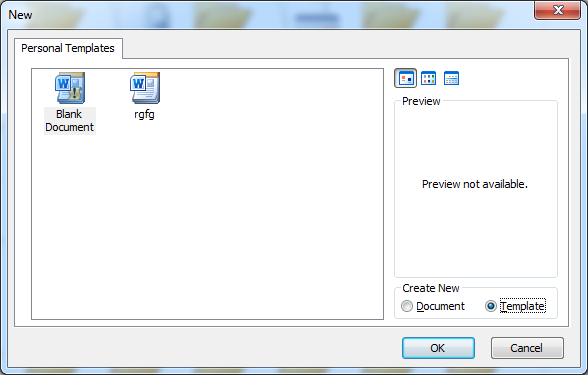 New
Personal Templates
Blank
Document
rgfg
Preview
Preview not available.
Create New
Document
Template
OK
Cancel